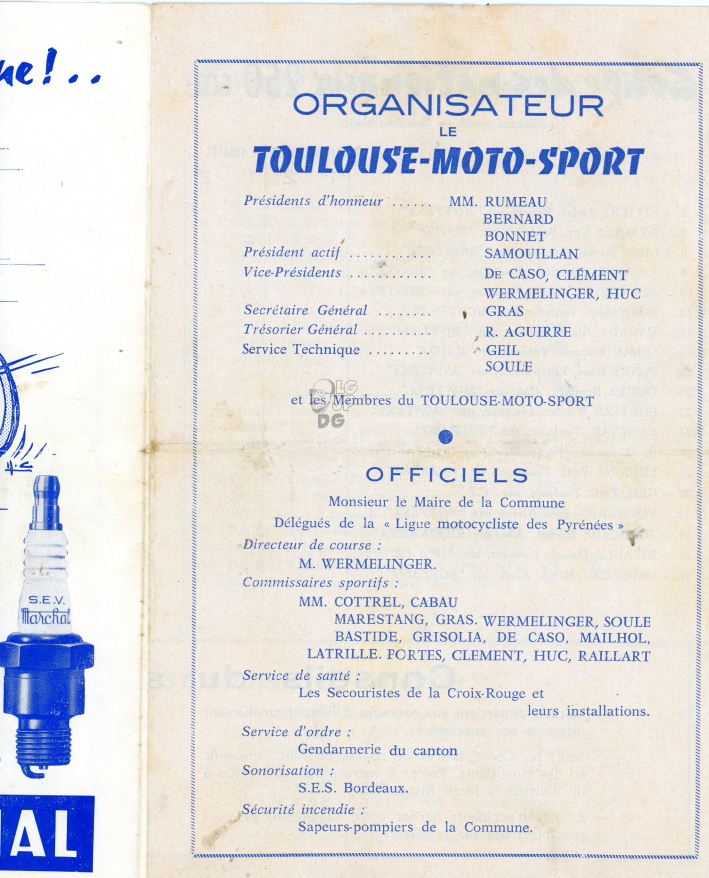 ne!..
S.E.V.
Marchal
AL
ORGANISATEUR
LE
TOULOUSE-MOTO-SPORT
Présidents d'honneur ...... MM. RUMEAU
BERNARD
BONNET
Président actif ............ SAMOUILLAN
Vice-Présidents ............ DE CASO, CLÉMENT
WERMELINGER, HUC
Secrétaire Général ........ GRAS
Trésorier Général .......... R. AGUIRRE
Service Technique ......... GEIL
SOULE
et les Membres du TOULOUSE-MOTO-SPORT
LG
UP
DG
OFFICIELS
Monsieur le Maire de la Commune
Délégués de la « Ligue motocycliste des Pyrénées »
Directeur de course :
M. WERMELINGER.
Commissaires sportifs :
MM. COTTREL, CABAU
MARESTANG, GRAS. WERMELINGER, SOULE
BASTIDE, GRISOLIA, DE CASO, MAILHOL,
LATRILLE. PORTES, CLEMENT, HUC, RAILLART
Service de santé :
Les Secouristes de la Croix-Rouge et
leurs installations.
Service d'ordre :
Gendarmerie du canton
Sonorisation :
S.E.S. Bordeaux.
Sécurité incendie :
Sapeurs-pompiers de la Commune.